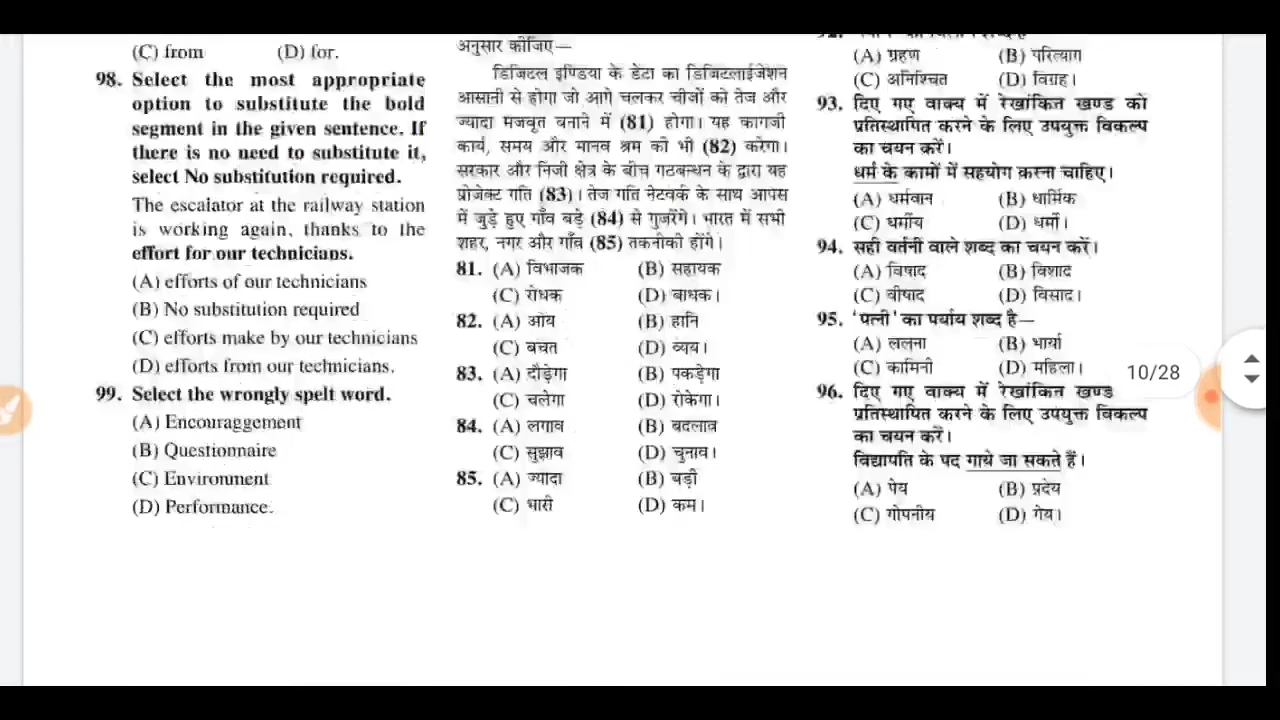 (C) from (D) for.
98. Select the most appropriate
option to substitute the bold
segment in the given sentence. If
there is no need to substitute it,
select No substitution required.
The escalator at the railway station
is working again, thanks to the
effort for our technicians.
(A) efforts of our technicians
(B) No substitution required
(C) efforts make by our technicians
(D) efforts from our technicians.
99. Select the wrongly spelt word.
(A) Encouraggement
(B) Questionnaire
(C) Environment
(D) Performance.
अनुसार कीजिए—
डिजिटल इण्डिया के डेटा का डिजिटलाईजेशन
आसानी से होगा जो आगे चलकर चीजों को तेज और
ज्यादा मजबूत बनाने में (81) होगा। यह कागजी
कार्य, समय और मानव श्रम की भी (82) करेगा।
सरकार और निजी क्षेत्र के बीच गठबन्धन के द्वारा यह
प्रोजेक्ट गति (83)। तेज गति नेटवर्क के साथ आपस
में जुड़े हुए गाँव बड़े (84) से गुजरेंगे। भारत में सभी
शहर, नगर और गाँव (85) तकनीकी होंगे।
81. (A) विभाजक (B) सहायक
(C) रोधक (D) बाधक।
82. (A) आय (B) हानि
(C) बचत (D) व्यय।
83. (A) दौड़ेगा (B) पकड़ेगा
(C) चलेगा (D) रोकेगा।
84. (A) लगाव (B) बदलाव
(C) सुझाव (D) चुनाव।
85. (A) ज्यादा (B) बड़ी
(C) भारी (D) कम।
(A) ग्रहण (B) परित्याग
(C) अनिश्चित (D) विग्रह।
93. दिए गए वाक्य में रेखांकित खण्ड को
प्रतिस्थापित करने के लिए उपयुक्त विकल्प
का चयन करें।
धर्म के कामों में सहयोग करना चाहिए।
(A) धर्मवान (B) धार्मिक
(C) धर्मीय (D) धर्मी।
94. सही वर्तनी वाले शब्द का चयन करें।
(A) विषाद (B) विशाद
(C) वीषाद (D) विसाद।
95. 'पत्नी' का पर्याय शब्द है—
(A) ललना (B) भार्या
(C) कामिनी (D) महिला।
96. दिए गए वाक्य में रेखांकित खण्ड
प्रतिस्थापित करने के लिए उपयुक्त विकल्प
का चयन करें।
विद्यापति के पद गाये जा सकते हैं।
(A) पेय (B) प्रदेय
(C) गोपनीय (D) गेय।
10/28